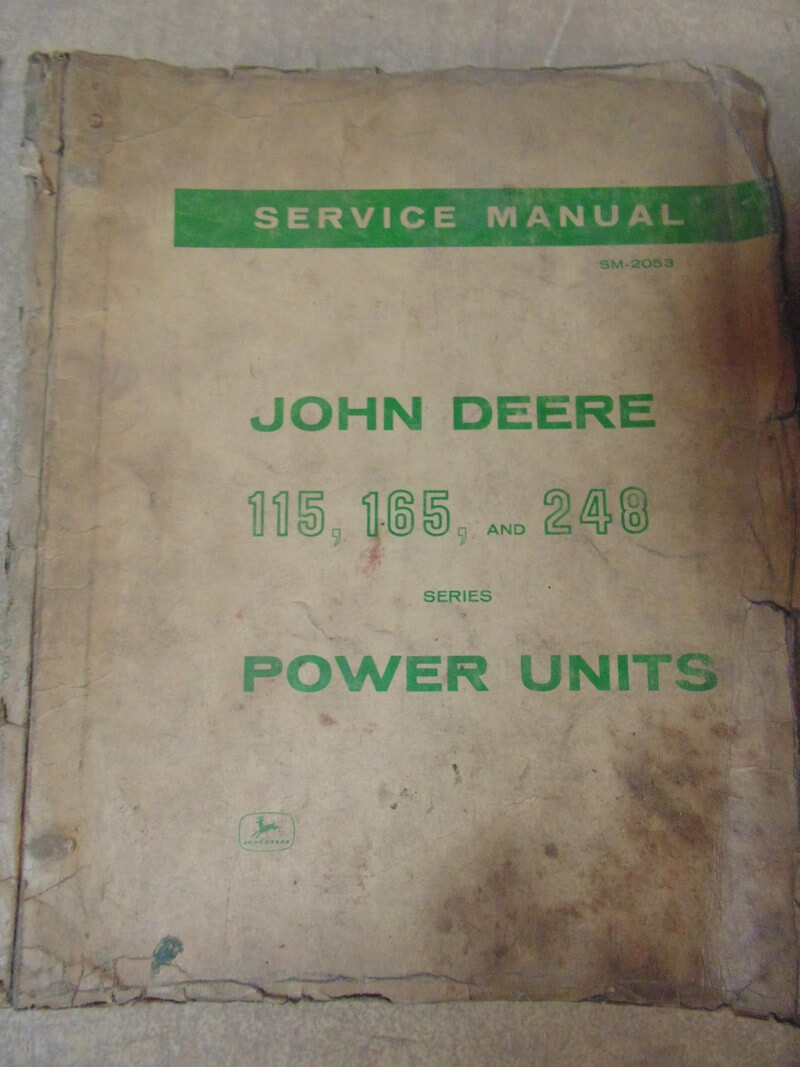 SERVICE MANUAL
SM-2053
JOHN DEERE
115, 165, AND 248
SERIES
POWER UNITS
JOHN DEERE